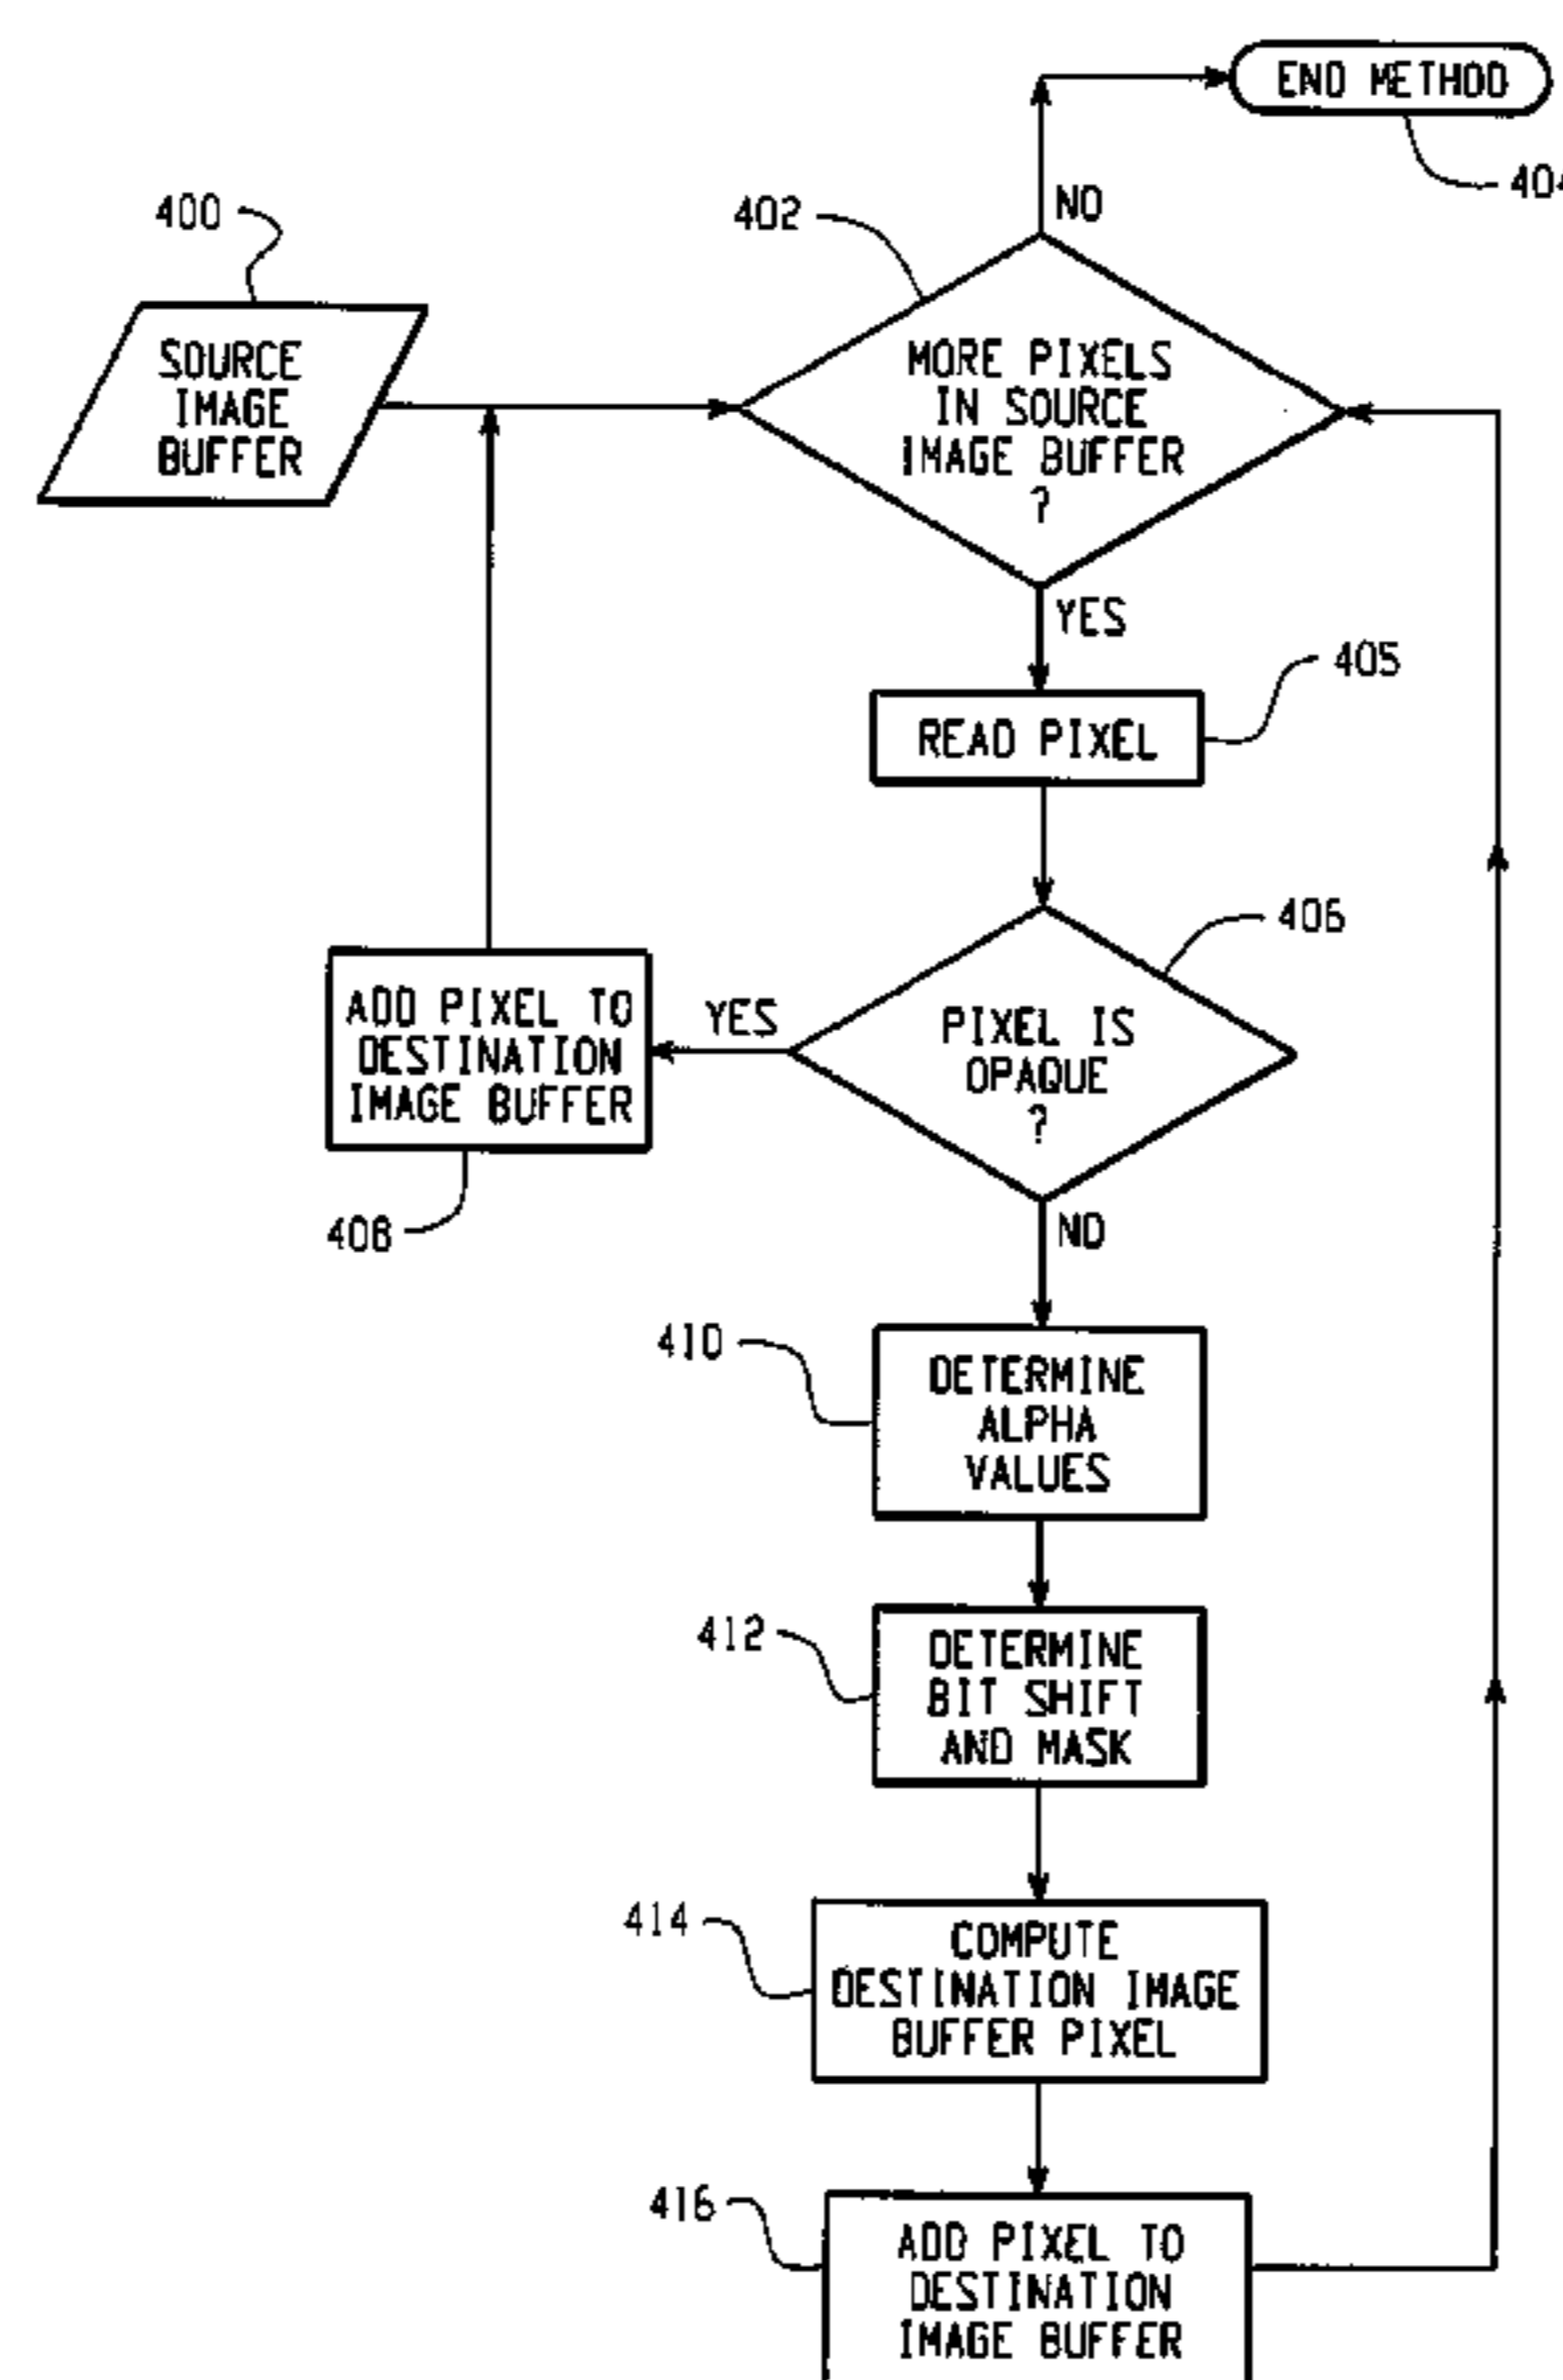 END METHOD
404
400
402
NO
SOURCE
IMAGE
BUFFER
MORE PIXELS
IN SOURCE
IMAGE BUFFER
?
YES
405
READ PIXEL
406
ADD PIXEL TO
DESTINATION
IMAGE BUFFER
YES
PIXEL IS
OPAQUE
?
408
NO
410
DETERMINE
ALPHA
VALUES
412
DETERMINE
BIT SHIFT
AND MASK
414
COMPUTE
DESTINATION IMAGE
BUFFER PIXEL
416
ADD PIXEL TO
DESTINATION
IMAGE BUFFER